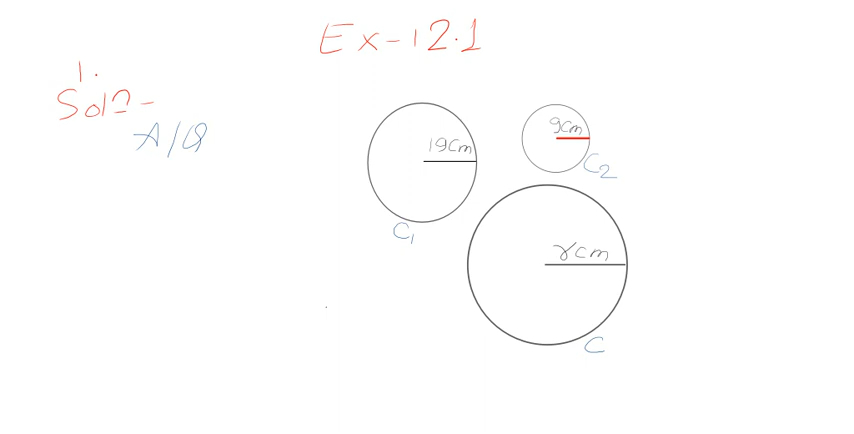 Ex-12.1
1.
Soln-
A/Q
19cm
9cm
C2
C1
rcm
C